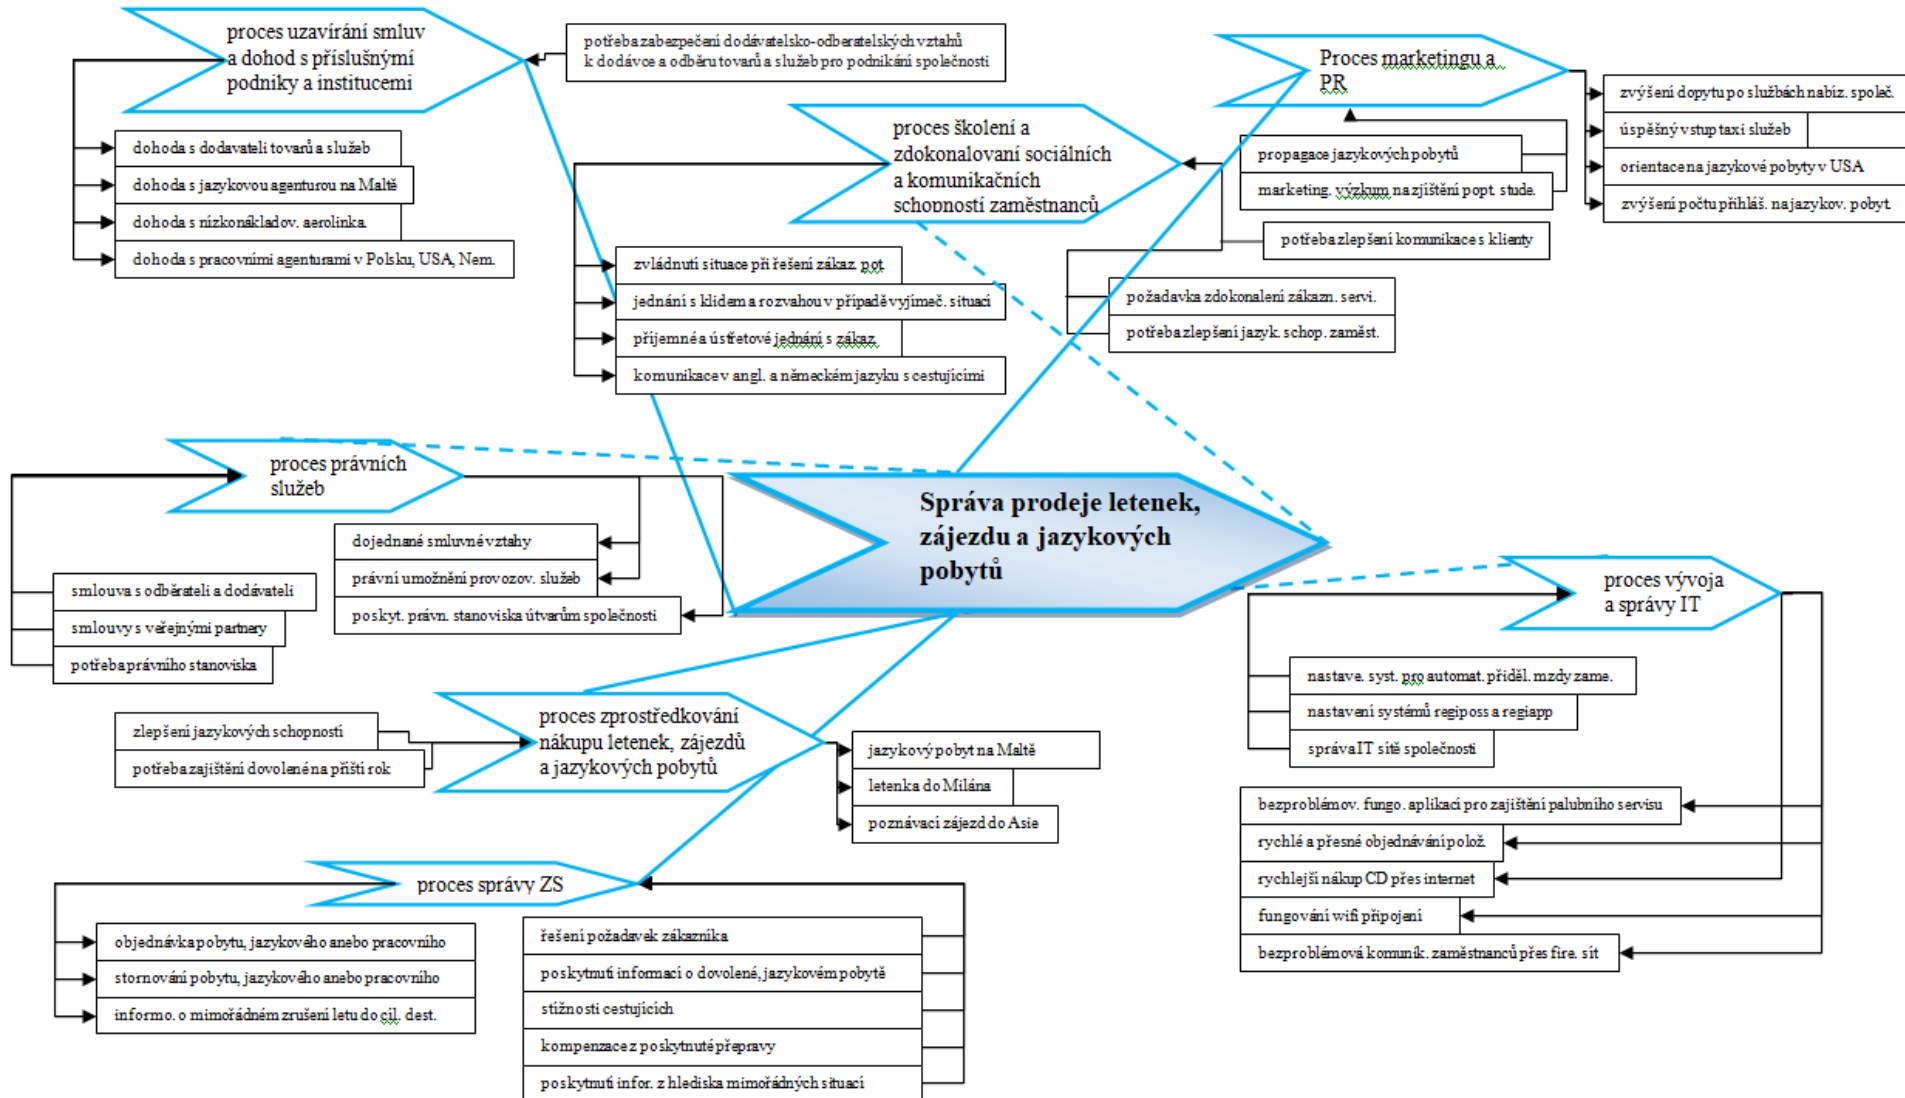 proces uzavírání smluv
a dohod s příslušnými
podniky a institucemi
potřeba zabezpečení dodávatelsko-odberatelských vztahů
k dodávce a odběru tovarů a služeb pro podnikání společnosti
dohoda s dodavateli tovarů a služeb
dohoda s jazykovou agenturou na Maltě
dohoda s nízkonákladov. aerolinka.
dohoda s pracovními agenturami v Polsku, USA, Nem.
proces školení a
zdokonalovaní sociálních
a komunikačních
schopností zaměstnanců
zvládnutí situace při řešení zákaz. pot.
jednání s klidem a rozvahou v případě vyjímeč. situací
příjemné a ústřetové jednání s zákaz.
komunikace v angl. a německém jazyku s cestujícími
Proces marketingu a
PR
propagace jazykových pobytů
marketing. výzkum na zjištění popt. stude.
potřeba zlepšení komunikace s klienty
požadavka zdokonalení zákazn. servi.
potřeba zlepšení jazyk. schop. zaměst.
zvýšení dopytu po službách nabíz. společ.
úspěšný vstup taxi služeb
orientace na jazykové pobyty v USA
zvýšení počtu přihláš. na jazykov. pobyt.
proces právních
služeb
dojednané smluvné vztahy
právní umožnění provozov. služeb
poskyt. právn. stanoviska útvarům společnosti
smlouva s odběrateli a dodávateli
smlouvy s veřejnými partnery
potřeba právního stanoviska
Správa prodeje letenek,
zájezdu a jazykových
pobytů
proces vývoja
a správy IT
nastave. syst. pro automat. příděl. mzdy zame.
nastavení systémů regiposs a regiapp
správa IT sítě společnosti
bezproblémov. fungo. aplikací pro zajištění palubního servisu
rychlé a přesné objednávání polož.
rychlejší nákup CD přes internet
fungování wifi připojení
bezproblémová komunik. zaměstnanců přes fire. sít
proces zprostředkování
nákupu letenek, zájezdů
a jazykových pobytů
zlepšení jazykových schopností
potřeba zajištění dovolené na příští rok
jazykový pobyt na Maltě
letenka do Milána
poznávací zájezd do Asie
proces správy ZS
objednávka pobytu, jazykového anebo pracovního
stornování pobytu, jazykového anebo pracovního
informo. o mimořádném zrušení letu do cíl. dest.
řešení požadavek zákazníka
poskytnutí informací o dovolené, jazykovém pobytě
stížnosti cestujících
kompenzace z poskytnuté přepravy
poskytnutí infor. z hlediska mimořádných situací